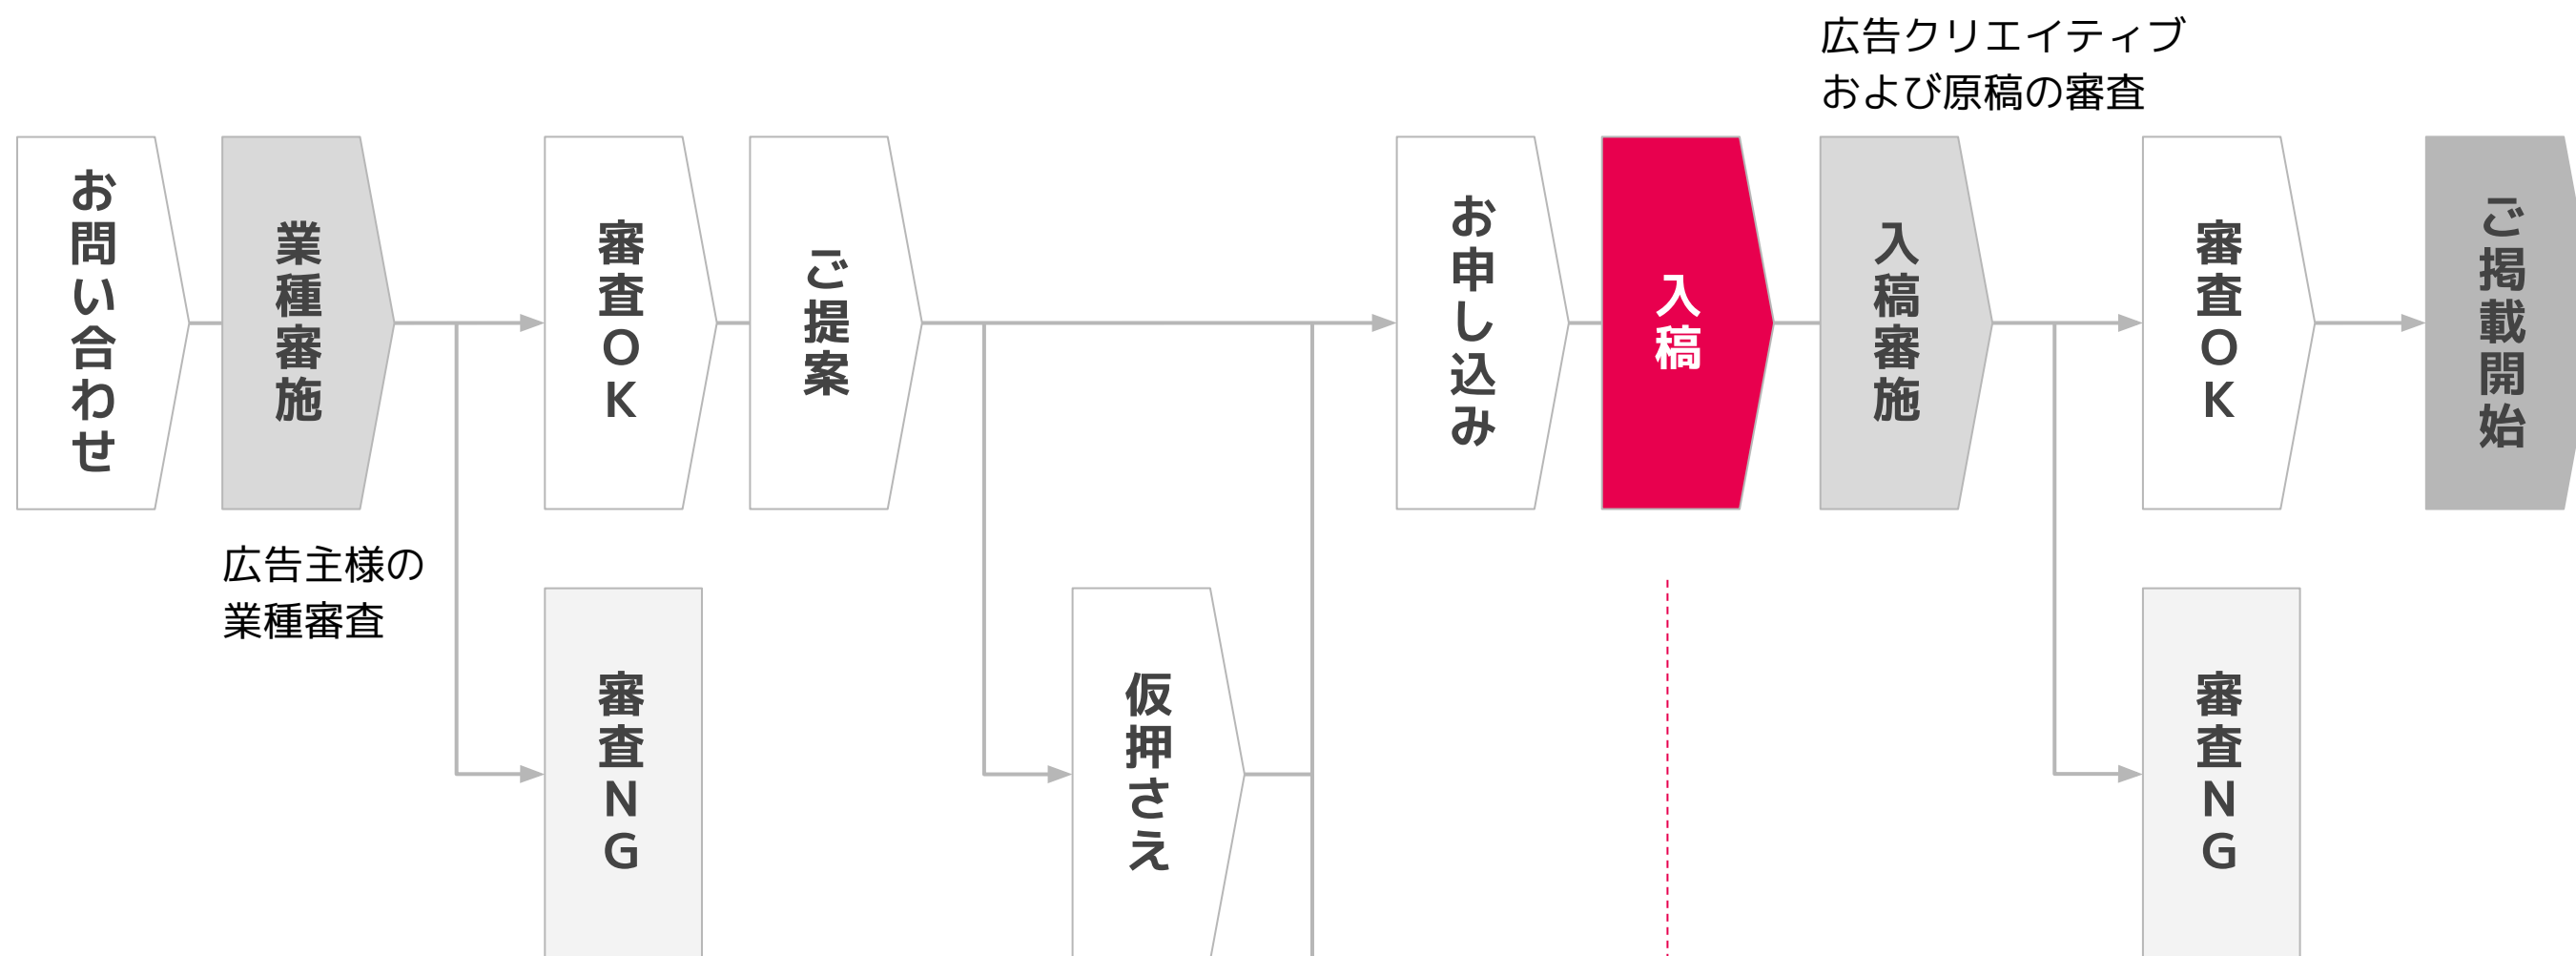 広告クリエイティブ
および原稿の審査
お問い合わせ
業種審施
審査OK
ご提案
お申し込み
入稿
入稿審施
審査OK
ご掲載開始
広告主様の
業種審査
審査NG
仮押さえ
審査NG